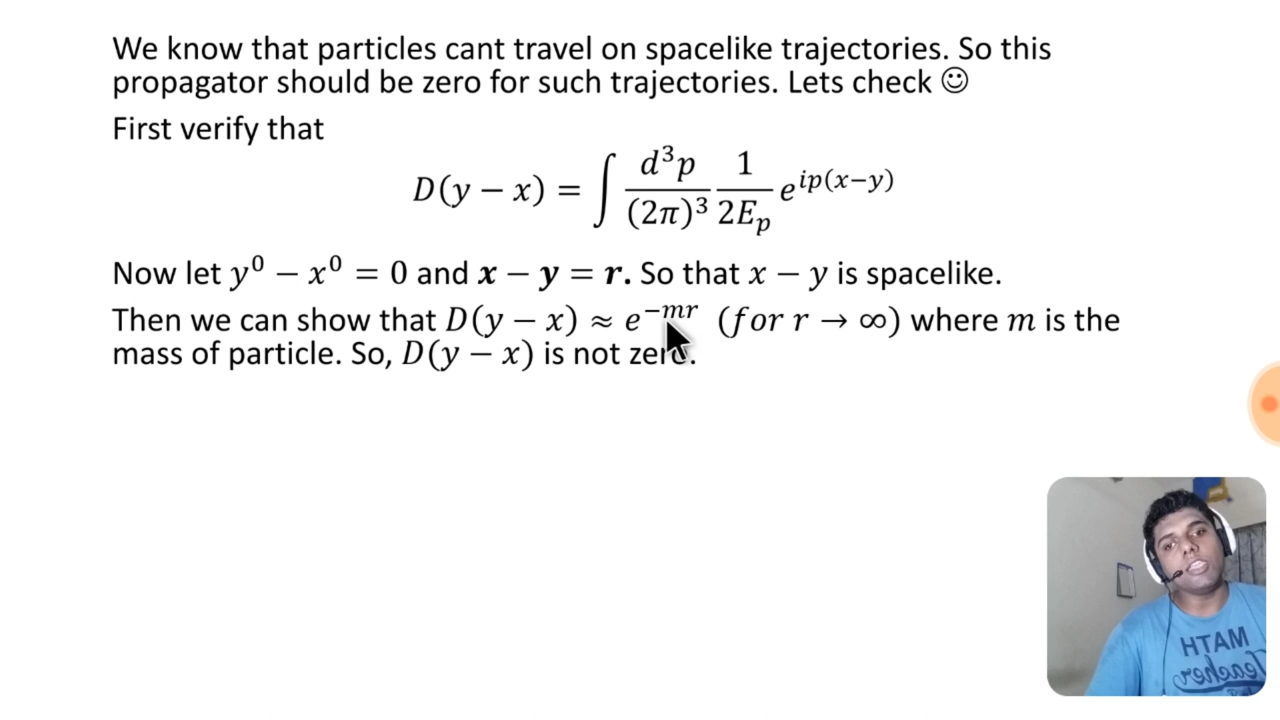 We know that particles cant travel on spacelike trajectories. So this
propagator should be zero for such trajectories. Lets check ☺
First verify that
D(y − x) = ∫ d³p/(2π)³ 1/2E_p e^{ip(x−y)}
Now let y⁰ − x⁰ = 0 and x − y = r. So that x − y is spacelike.
Then we can show that D(y − x) ≈ e^{−mr} (for r → ∞) where m is the
mass of particle. So, D(y − x) is not zero.
HTAM
Teacher